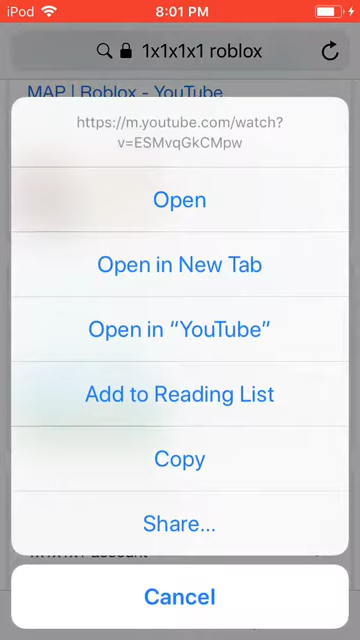 iPod 8:01 PM
1x1x1x1 roblox
MAP | Roblox - YouTube
https://m.youtube.com/watch?
v=ESMvqGkCMpw
Open
Open in New Tab
Open in “YouTube”
Add to Reading List
Copy
Share...
Cancel